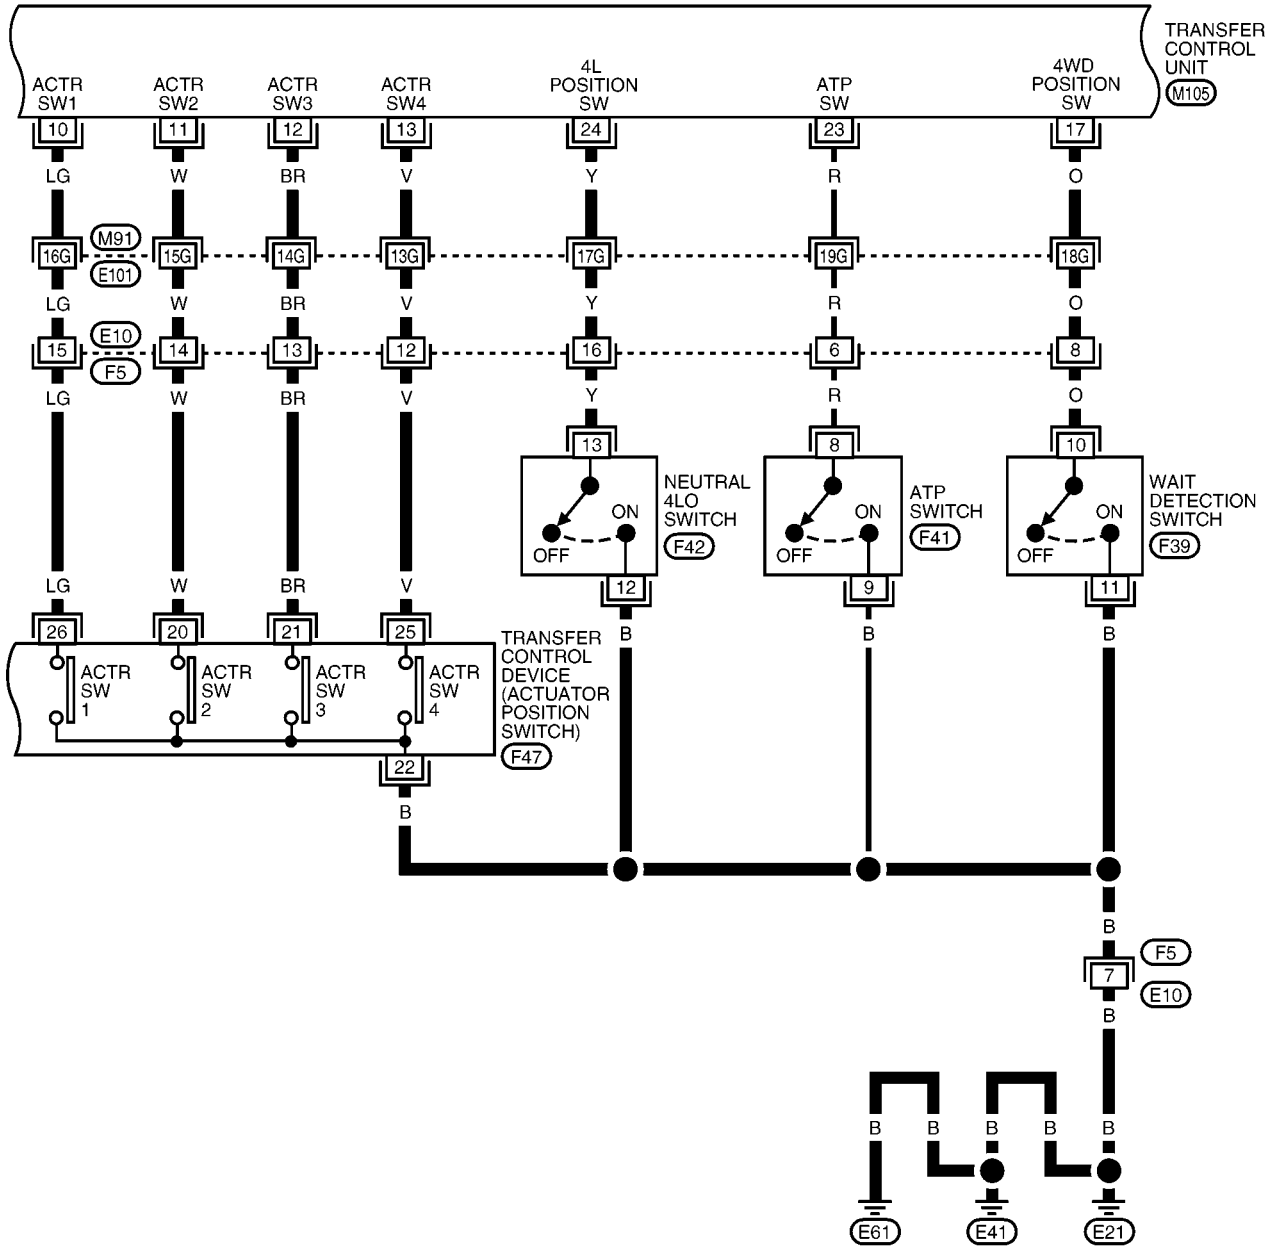 TRANSFER
CONTROL
UNIT
M105
ACTR
SW1
ACTR
SW2
ACTR
SW3
ACTR
SW4
4L
POSITION
SW
ATP
SW
4WD
POSITION
SW
10 11 12 13 24 23 17
LG W BR V Y R O
M91
16G 15G 14G 13G 17G 19G 18G
E101
LG W BR V Y R O
E10
15 14 13 12 16 6 8
F5
LG W BR V Y R O
13 8 10
NEUTRAL
4LO
SWITCH
F42
ON
OFF
ATP
SWITCH
F41
ON
OFF
WAIT
DETECTION
SWITCH
F39
ON
OFF
LG W BR V
12 9 11
B B B
26 20 21 25
TRANSFER
CONTROL
DEVICE
(ACTUATOR
POSITION
SWITCH)
F47
ACTR
SW
1
ACTR
SW
2
ACTR
SW
3
ACTR
SW
4
22
B
B
F5
7
E10
B
B B B B B
E61 E41 E21